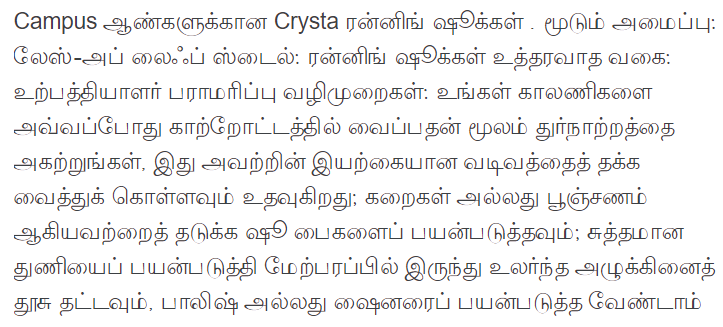 Campus ஆண்களுக்கான Crysta ரன்னிங் ஷூக்கள் . மூடும் அமைப்பு:
லேஸ்-அப் லைஃப் ஸ்டைல்: ரன்னிங் ஷூக்கள் உத்தரவாத வகை:
உற்பத்தியாளர் பராமரிப்பு வழிமுறைகள்: உங்கள் காலணிகளை
அவ்வப்போது காற்றோட்டத்தில் வைப்பதன் மூலம் துர்நாற்றத்தை
அகற்றுங்கள், இது அவற்றின் இயற்கையான வடிவத்தைத் தக்க
வைத்துக் கொள்ளவும் உதவுகிறது; கறைகள் அல்லது பூஞ்சணம்
ஆகியவற்றைத் தடுக்க ஷூ பைகளைப் பயன்படுத்தவும்; சுத்தமான
துணியைப் பயன்படுத்தி மேற்பரப்பில் இருந்து உலர்ந்த அழுக்கினைத்
தூசு தட்டவும், பாலிஷ் அல்லது ஷைனரைப் பயன்படுத்த வேண்டாம்